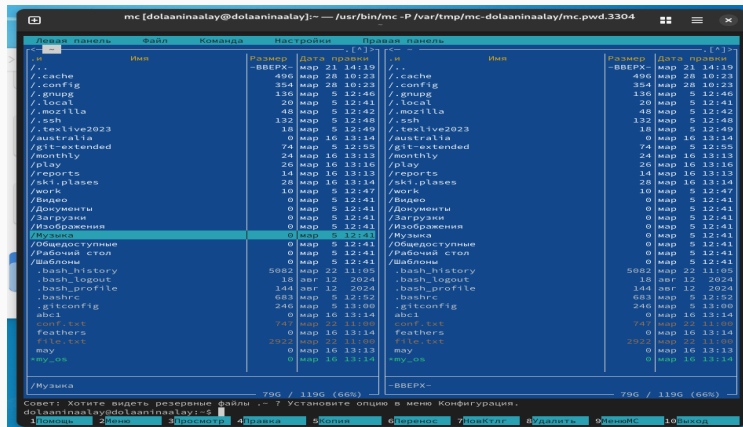 mc [dolaaninaalay@dolaaninaalay]:~ — /usr/bin/mc -P /var/tmp/mc-dolaaninaalay/mc.pwd.3304
Левая панель Файл Команда Настройки Правая панель
<- ~ .[^]> <- ~ .[^]>
.и Имя Размер Дата правки .и Имя Размер Дата правки
/.. -ВВЕРХ- мар 21 14:19 /.. -ВВЕРХ- мар 21 14:19
/.cache 496 мар 28 10:23 /.cache 496 мар 28 10:23
/.config 354 мар 28 10:23 /.config 354 мар 28 10:23
/.gnupg 136 мар 5 12:46 /.gnupg 136 мар 5 12:46
/.local 20 мар 5 12:41 /.local 20 мар 5 12:41
/.mozilla 48 мар 5 12:42 /.mozilla 48 мар 5 12:42
/.ssh 132 мар 5 12:48 /.ssh 132 мар 5 12:48
/.texlive2023 18 мар 5 12:49 /.texlive2023 18 мар 5 12:49
/australia 0 мар 16 13:14 /australia 0 мар 16 13:14
/git-extended 74 мар 5 12:55 /git-extended 74 мар 5 12:55
/monthly 24 мар 16 13:13 /monthly 24 мар 16 13:13
/play 26 мар 16 13:16 /play 26 мар 16 13:16
/reports 14 мар 16 13:13 /reports 14 мар 16 13:13
/ski.plases 28 мар 16 13:14 /ski.plases 28 мар 16 13:14
/work 10 мар 5 12:47 /work 10 мар 5 12:47
/Видео 0 мар 5 12:41 /Видео 0 мар 5 12:41
/Документы 0 мар 5 12:41 /Документы 0 мар 5 12:41
/Загрузки 0 мар 5 12:41 /Загрузки 0 мар 5 12:41
/Изображения 0 мар 5 12:41 /Изображения 0 мар 5 12:41
/Музыка 0 мар 5 12:41 /Музыка 0 мар 5 12:41
/Общедоступные 0 мар 5 12:41 /Общедоступные 0 мар 5 12:41
/Рабочий стол 0 мар 5 12:41 /Рабочий стол 0 мар 5 12:41
/Шаблоны 0 мар 5 12:41 /Шаблоны 0 мар 5 12:41
.bash_history 5082 мар 22 11:05 .bash_history 5082 мар 22 11:05
.bash_logout 18 авг 12 2024 .bash_logout 18 авг 12 2024
.bash_profile 144 авг 12 2024 .bash_profile 144 авг 12 2024
.bashrc 683 мар 5 12:52 .bashrc 683 мар 5 12:52
.gitconfig 246 мар 5 13:00 .gitconfig 246 мар 5 13:00
abc1 0 мар 16 13:14 abc1 0 мар 16 13:14
conf.txt 747 мар 22 11:00 conf.txt 747 мар 22 11:00
feathers 0 мар 16 13:14 feathers 0 мар 16 13:14
file.txt 2922 мар 22 11:00 file.txt 2922 мар 22 11:00
may 0 мар 16 13:13 may 0 мар 16 13:13
*my_os 0 мар 16 13:14 *my_os 0 мар 16 13:14
/Музыка -ВВЕРХ-
79G / 119G (66%) 79G / 119G (66%)
Совет: Хотите видеть резервные файлы .~ ? Установите опцию в меню Конфигурация.
dolaaninaalay@dolaaninaalay:~$
1Помощь 2Меню 3Просмотр 4Правка 5Копия 6Перенос 7НовКтлг 8Удалить 9МенюМС 10Выход